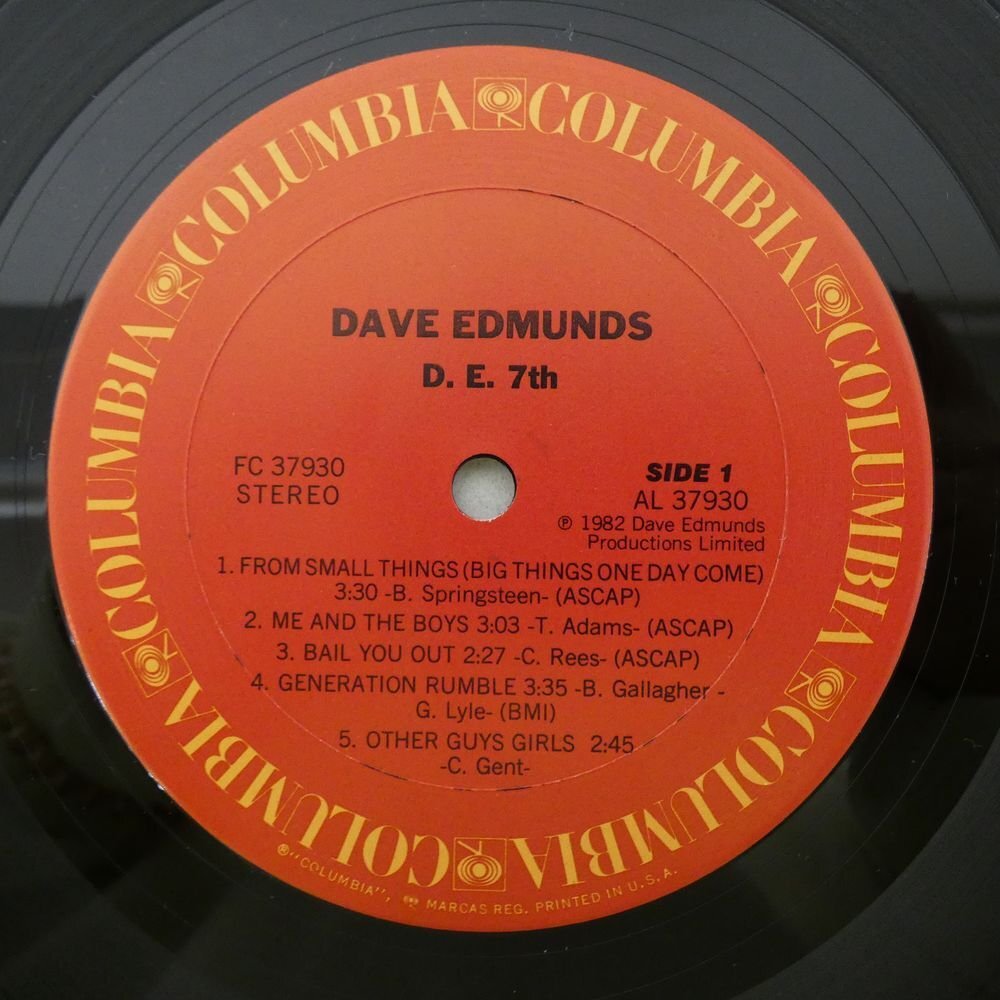 COLUMBIA COLUMBIA COLUMBIA COLUMBIA COLUMBIA COLUMBIA
DAVE EDMUNDS
D. E. 7th
FC 37930
STEREO
SIDE 1
AL 37930
℗ 1982 Dave Edmunds
Productions Limited
1. FROM SMALL THINGS (BIG THINGS ONE DAY COME)
3:30 -B. Springsteen- (ASCAP)
2. ME AND THE BOYS 3:03 -T. Adams- (ASCAP)
3. BAIL YOU OUT 2:27 -C. Rees- (ASCAP)
4. GENERATION RUMBLE 3:35 -B. Gallagher -
G. Lyle- (BMI)
5. OTHER GUYS GIRLS 2:45
-C. Gent-
®"COLUMBIA", MARCAS REG. PRINTED IN U.S.A.